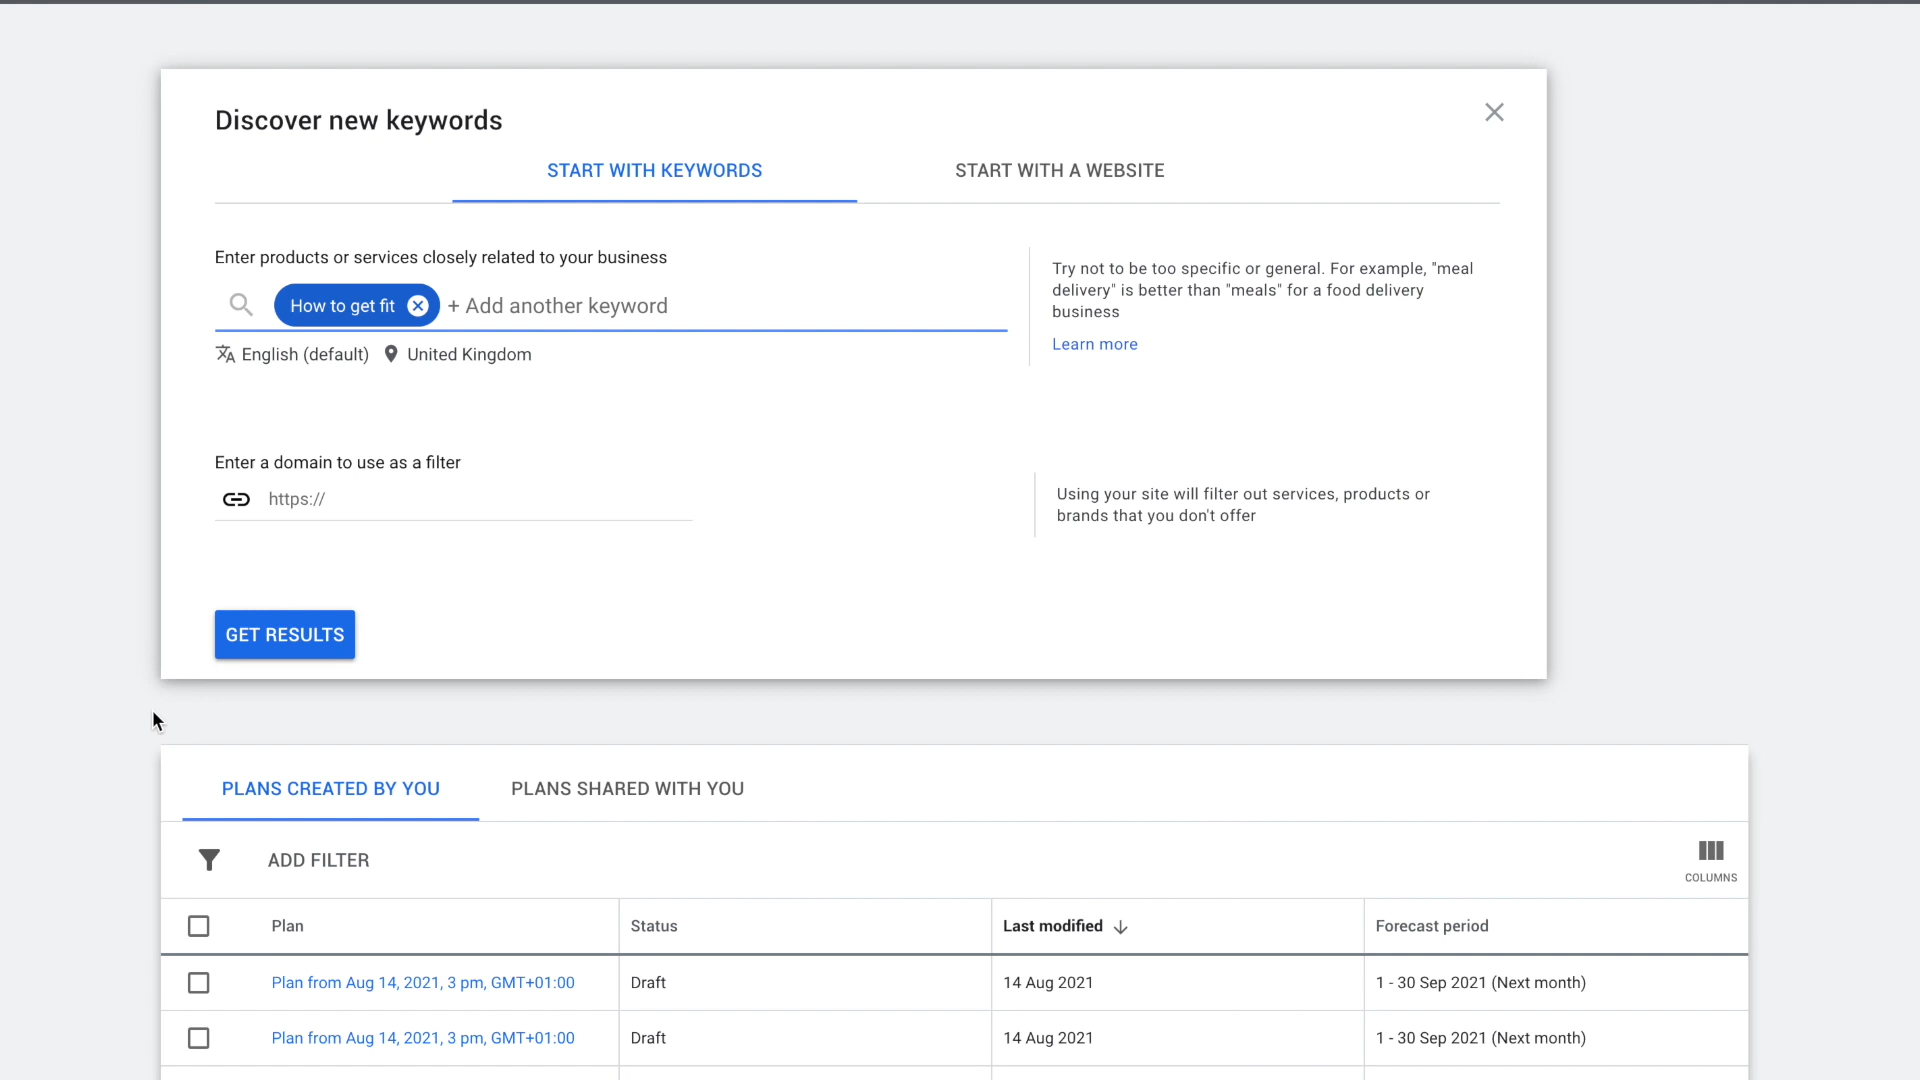 Discover new keywords
START WITH KEYWORDS
START WITH A WEBSITE
Enter products or services closely related to your business
How to get fit
+ Add another keyword
English (default)
United Kingdom
Try not to be too specific or general. For example, "meal
delivery" is better than "meals" for a food delivery
business
Learn more
Enter a domain to use as a filter
https://
Using your site will filter out services, products or
brands that you don't offer
GET RESULTS
PLANS CREATED BY YOU
PLANS SHARED WITH YOU
ADD FILTER
COLUMNS
Plan Status Last modified Forecast period
Plan from Aug 14, 2021, 3 pm, GMT+01:00 Draft 14 Aug 2021 1 - 30 Sep 2021 (Next month)
Plan from Aug 14, 2021, 3 pm, GMT+01:00 Draft 14 Aug 2021 1 - 30 Sep 2021 (Next month)